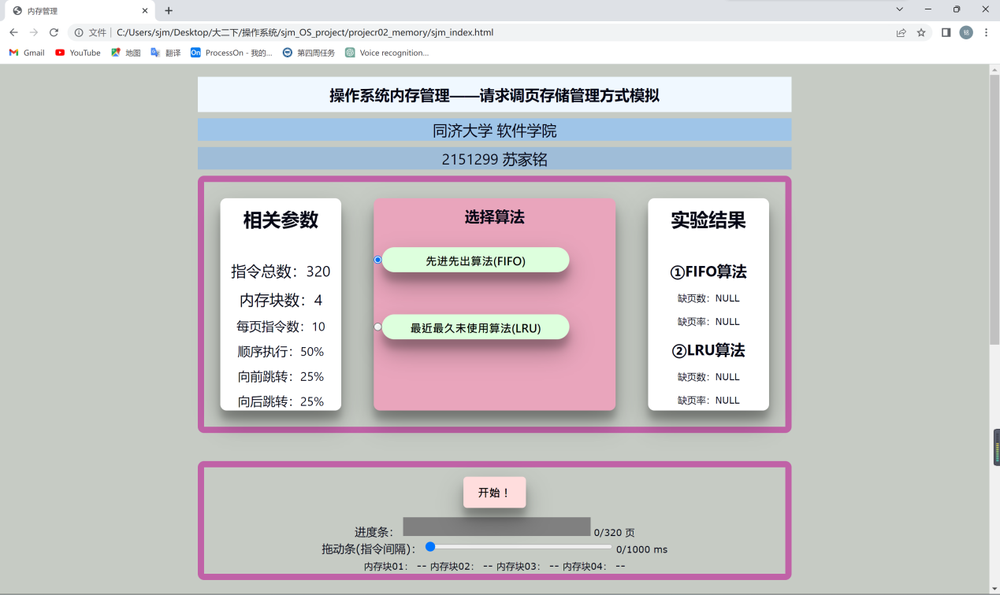 内存管理
文件 C:/Users/sjm/Desktop/大二下/操作系统/sjm_OS_project/projecr02_memory/sjm_index.html
铭
Gmail YouTube 地图 翻译 On ProcessOn - 我的... 第四周任务 Voice recognition...
操作系统内存管理——请求调页存储管理方式模拟
同济大学 软件学院
2151299 苏家铭
相关参数
指令总数：320
内存块数：4
每页指令数：10
顺序执行：50%
向前跳转：25%
向后跳转：25%
选择算法
先进先出算法(FIFO)
最近最久未使用算法(LRU)
实验结果
①FIFO算法
缺页数：NULL
缺页率：NULL
②LRU算法
缺页数：NULL
缺页率：NULL
开始！
进度条： 0/320 页
拖动条(指令间隔)： 0/1000 ms
内存块01： -- 内存块02： -- 内存块03： -- 内存块04： --